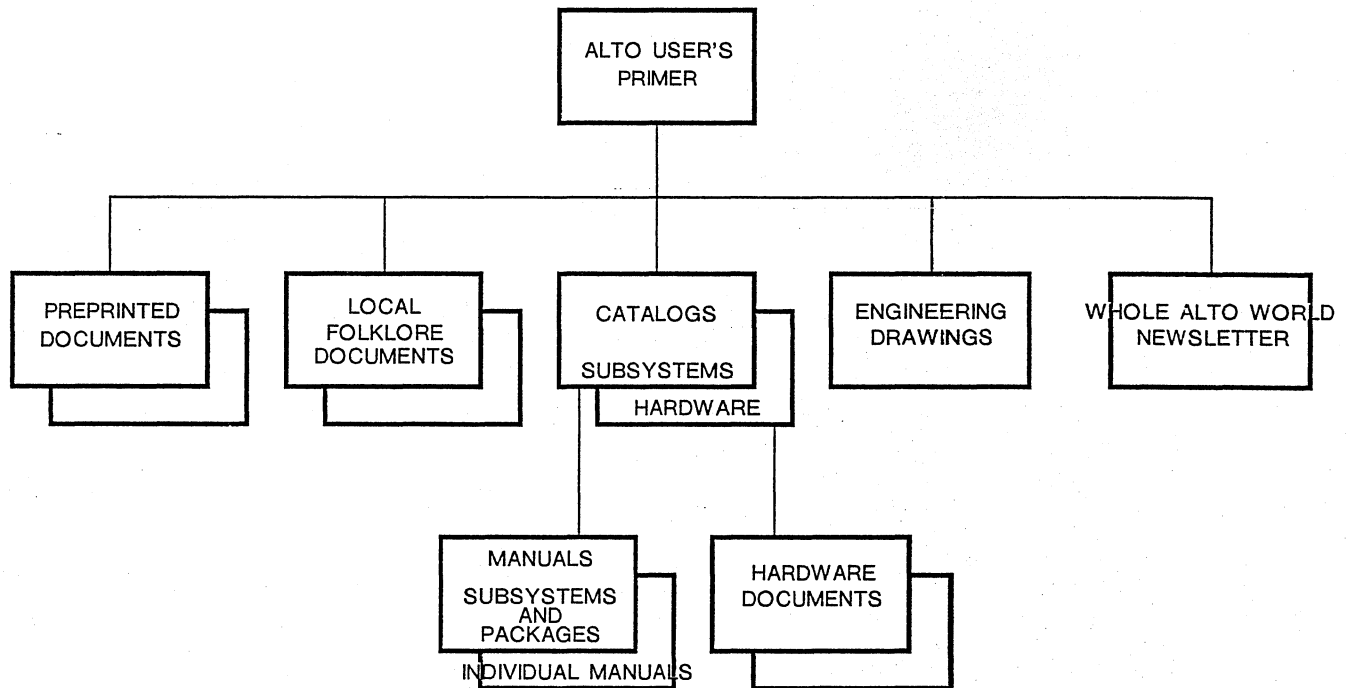 ALTO USER'S
PRIMER
PREPRINTED
DOCUMENTS
LOCAL
FOLKLORE
DOCUMENTS
CATALOGS
SUBSYSTEMS
HARDWARE
ENGINEERING
DRAWINGS
WHOLE ALTO WORLD
NEWSLETTER
MANUALS
SUBSYSTEMS
AND
PACKAGES
INDIVIDUAL MANUALS
HARDWARE
DOCUMENTS